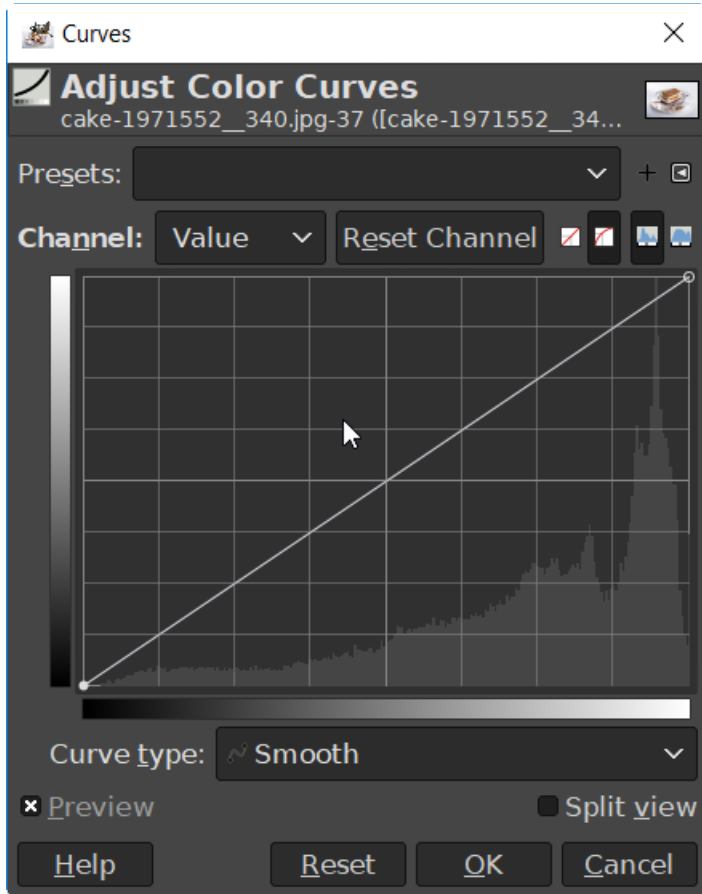 Curves
Adjust Color Curves
cake-1971552__340.jpg-37 ([cake-1971552__34...
Presets:
Channel: Value Reset Channel
Curve type: Smooth
Preview Split view
Help Reset OK Cancel